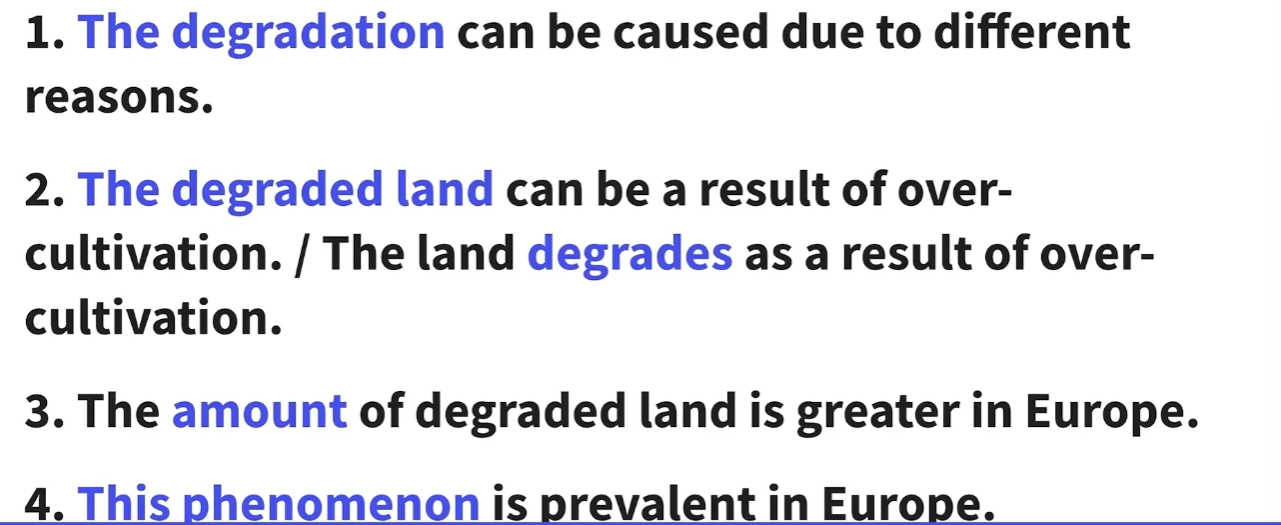 1. The degradation can be caused due to different
reasons.
2. The degraded land can be a result of over-
cultivation. / The land degrades as a result of over-
cultivation.
3. The amount of degraded land is greater in Europe.
4. This phenomenon is prevalent in Europe.